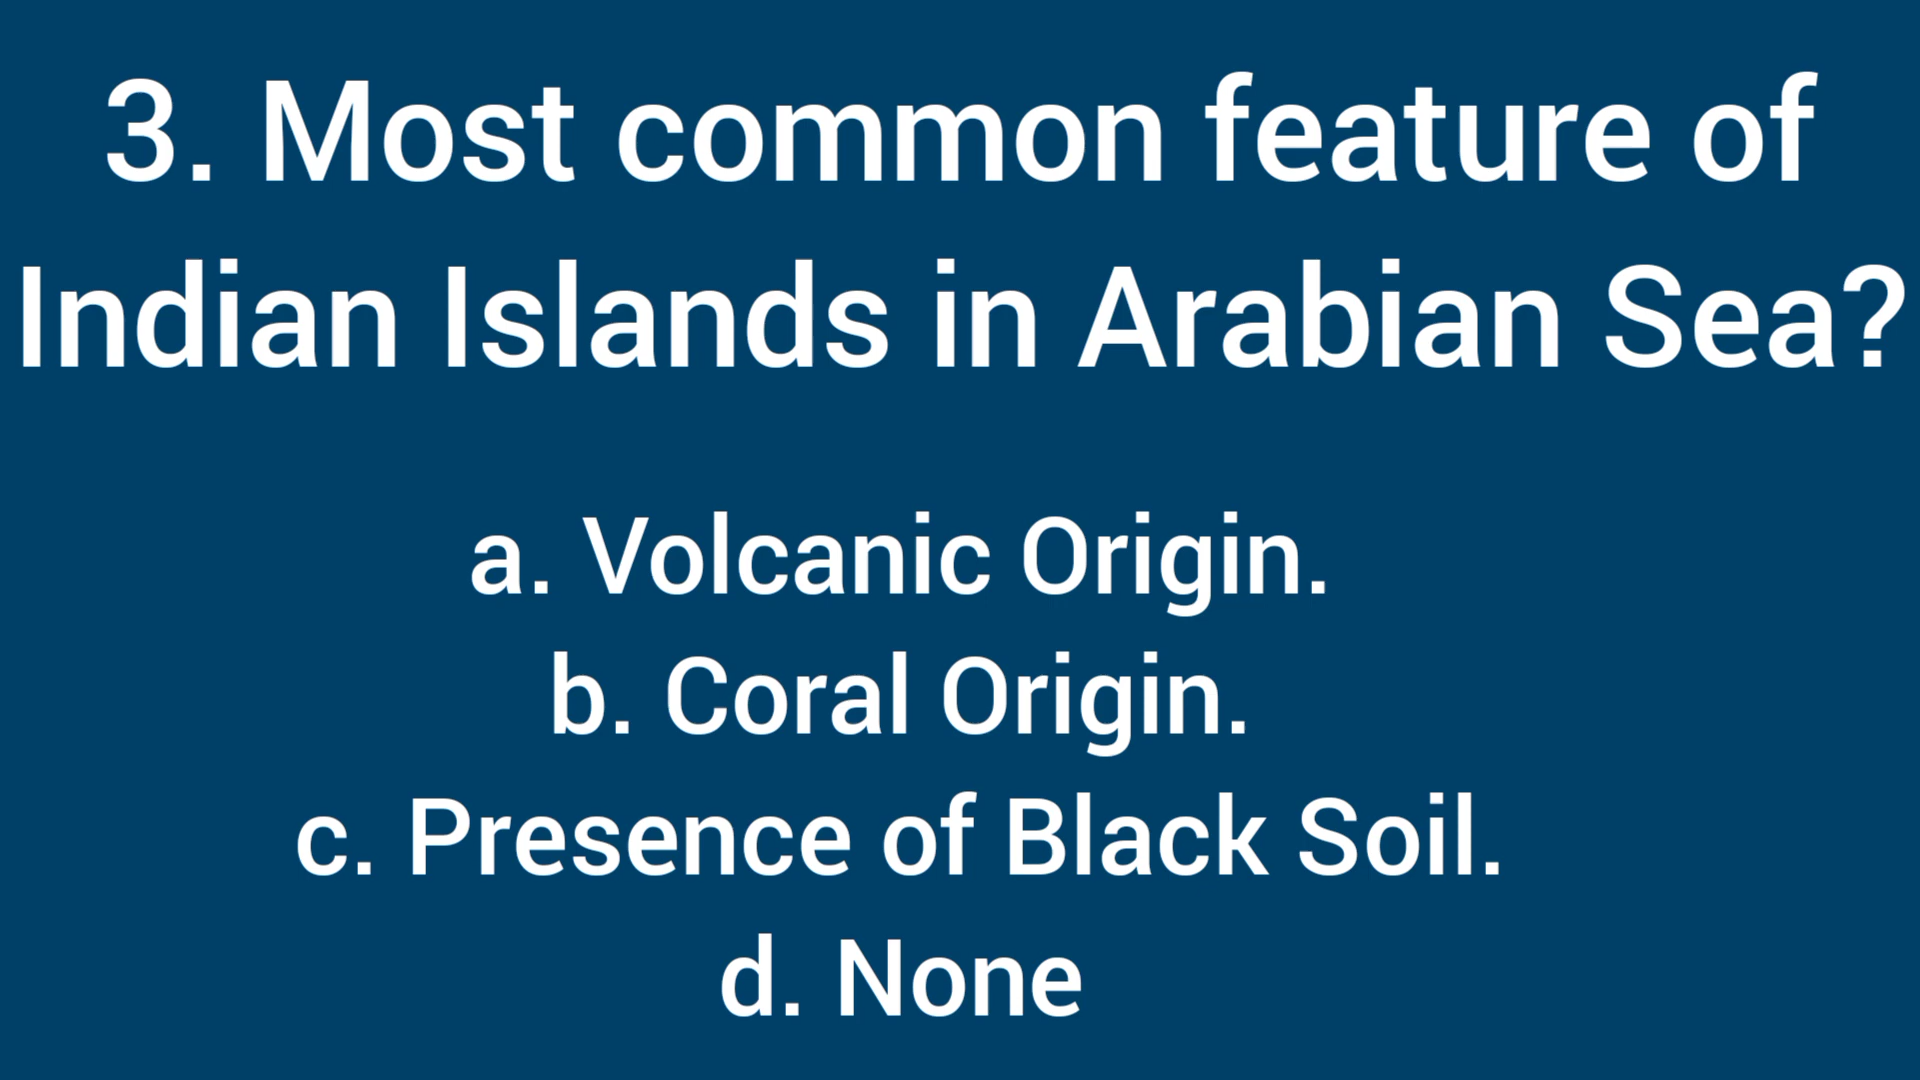 3. Most common feature of
Indian Islands in Arabian Sea?
a. Volcanic Origin.
b. Coral Origin.
c. Presence of Black Soil.
d. None